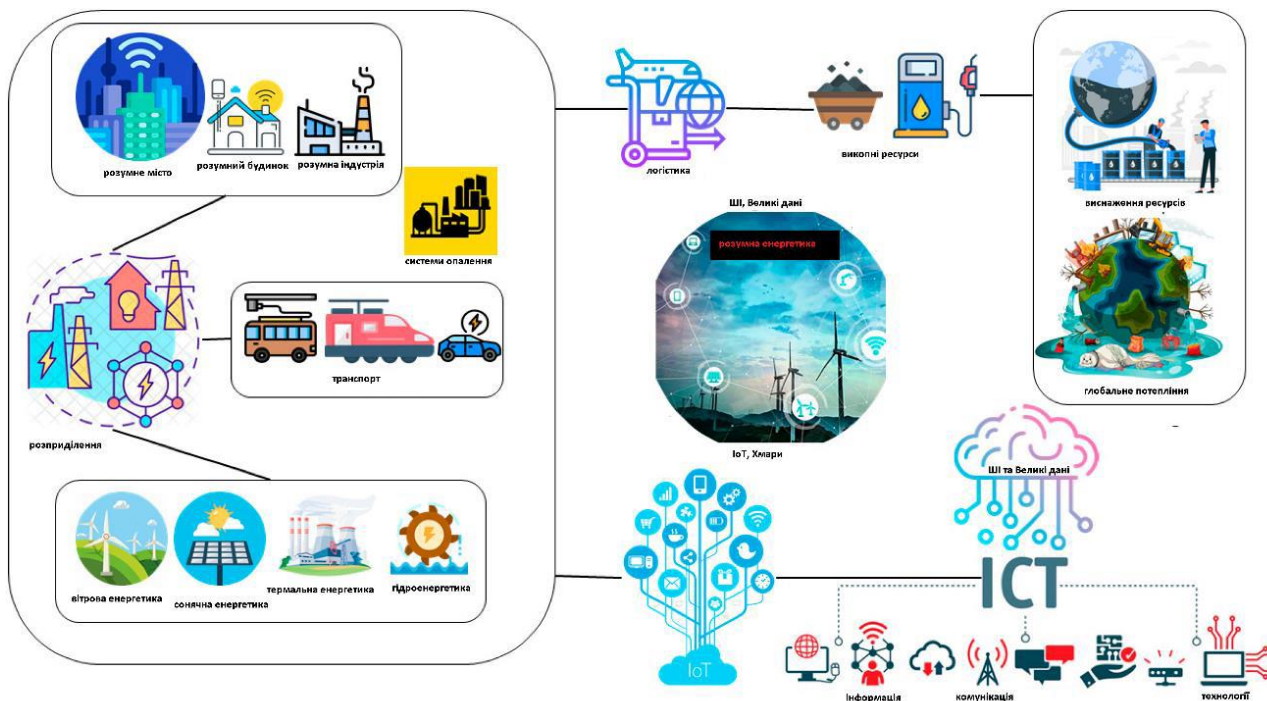 розумне місто
розумний будинок
розумна індустрія
системи опалення
розприділення
транспорт
вітрова енергетика
сонячна енергетика
термальна енергетика
гідроенергетика
логістика
викопні ресурси
виснаження ресурсів
глобальне потепління
ШІ, Великі дані
розумна енергетика
ІоТ, Хмари
IoT
ШІ та Великі дані
ICT
інформація
комунікація
технології